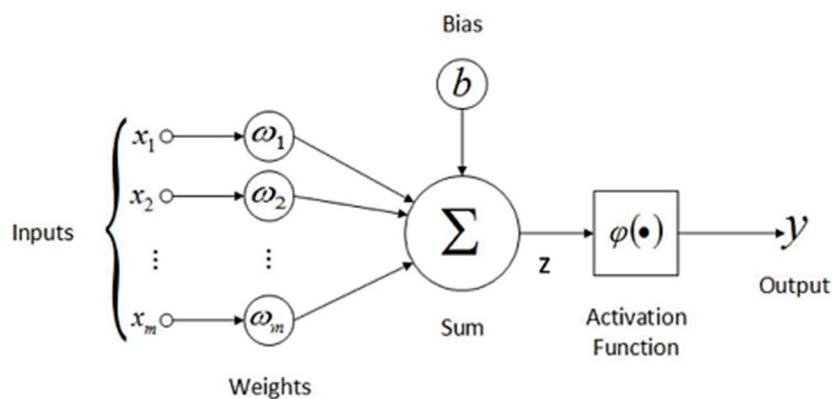 Bias
b
x₁ ω₁
x₂ ω₂
Inputs
⋮ ⋮
Σ
z
φ(•)
y
Output
xₘ ωₘ
Sum
Activation
Function
Weights